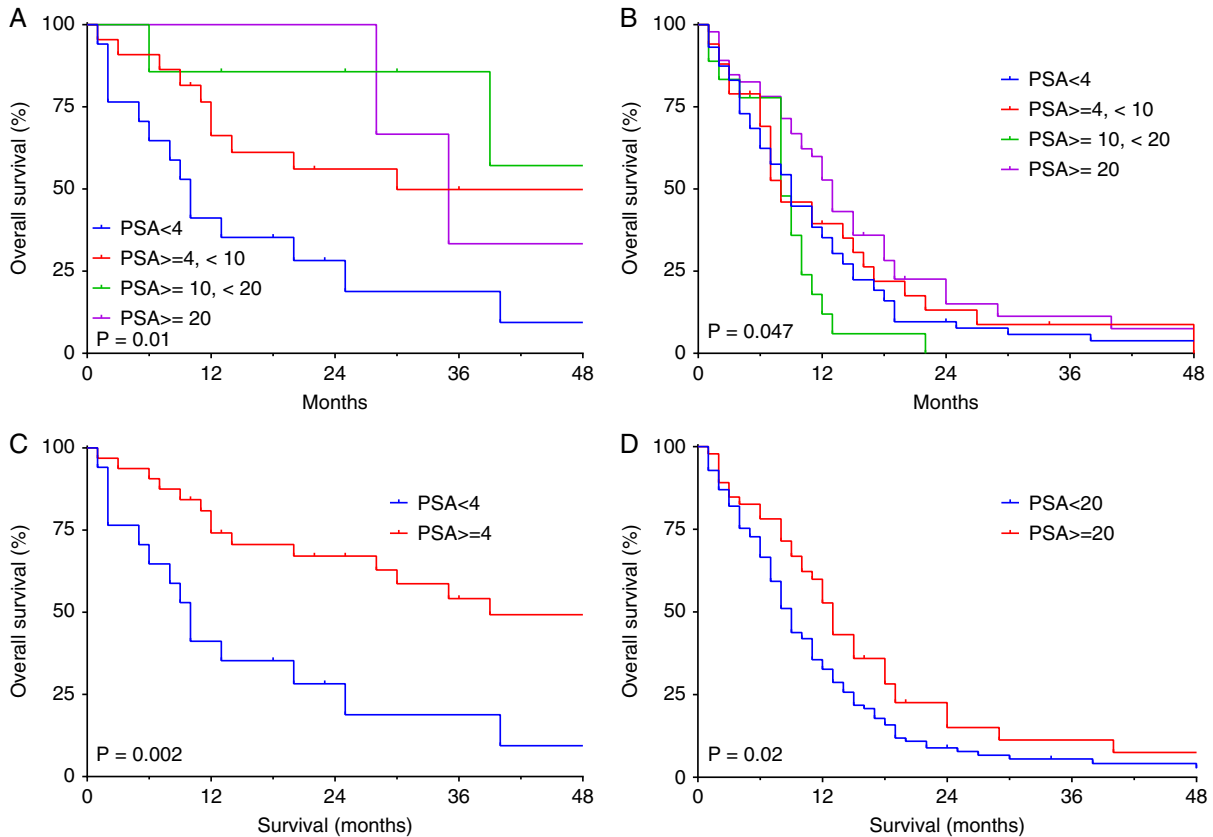 A
100
75
50
25
0
Overall survival (%)
PSA<4
PSA>=4, < 10
PSA>= 10, < 20
PSA>= 20
P = 0.01
0 12 24 36 48
Months
B
100
75
50
25
0
Overall survival (%)
PSA<4
PSA>=4, < 10
PSA>= 10, < 20
PSA>= 20
P = 0.047
0 12 24 36 48
Months
C
100
75
50
25
0
Overall survival (%)
PSA<4
PSA>=4
P = 0.002
0 12 24 36 48
Survival (months)
D
100
75
50
25
0
Overall survival (%)
PSA<20
PSA>=20
P = 0.02
0 12 24 36 48
Survival (months)